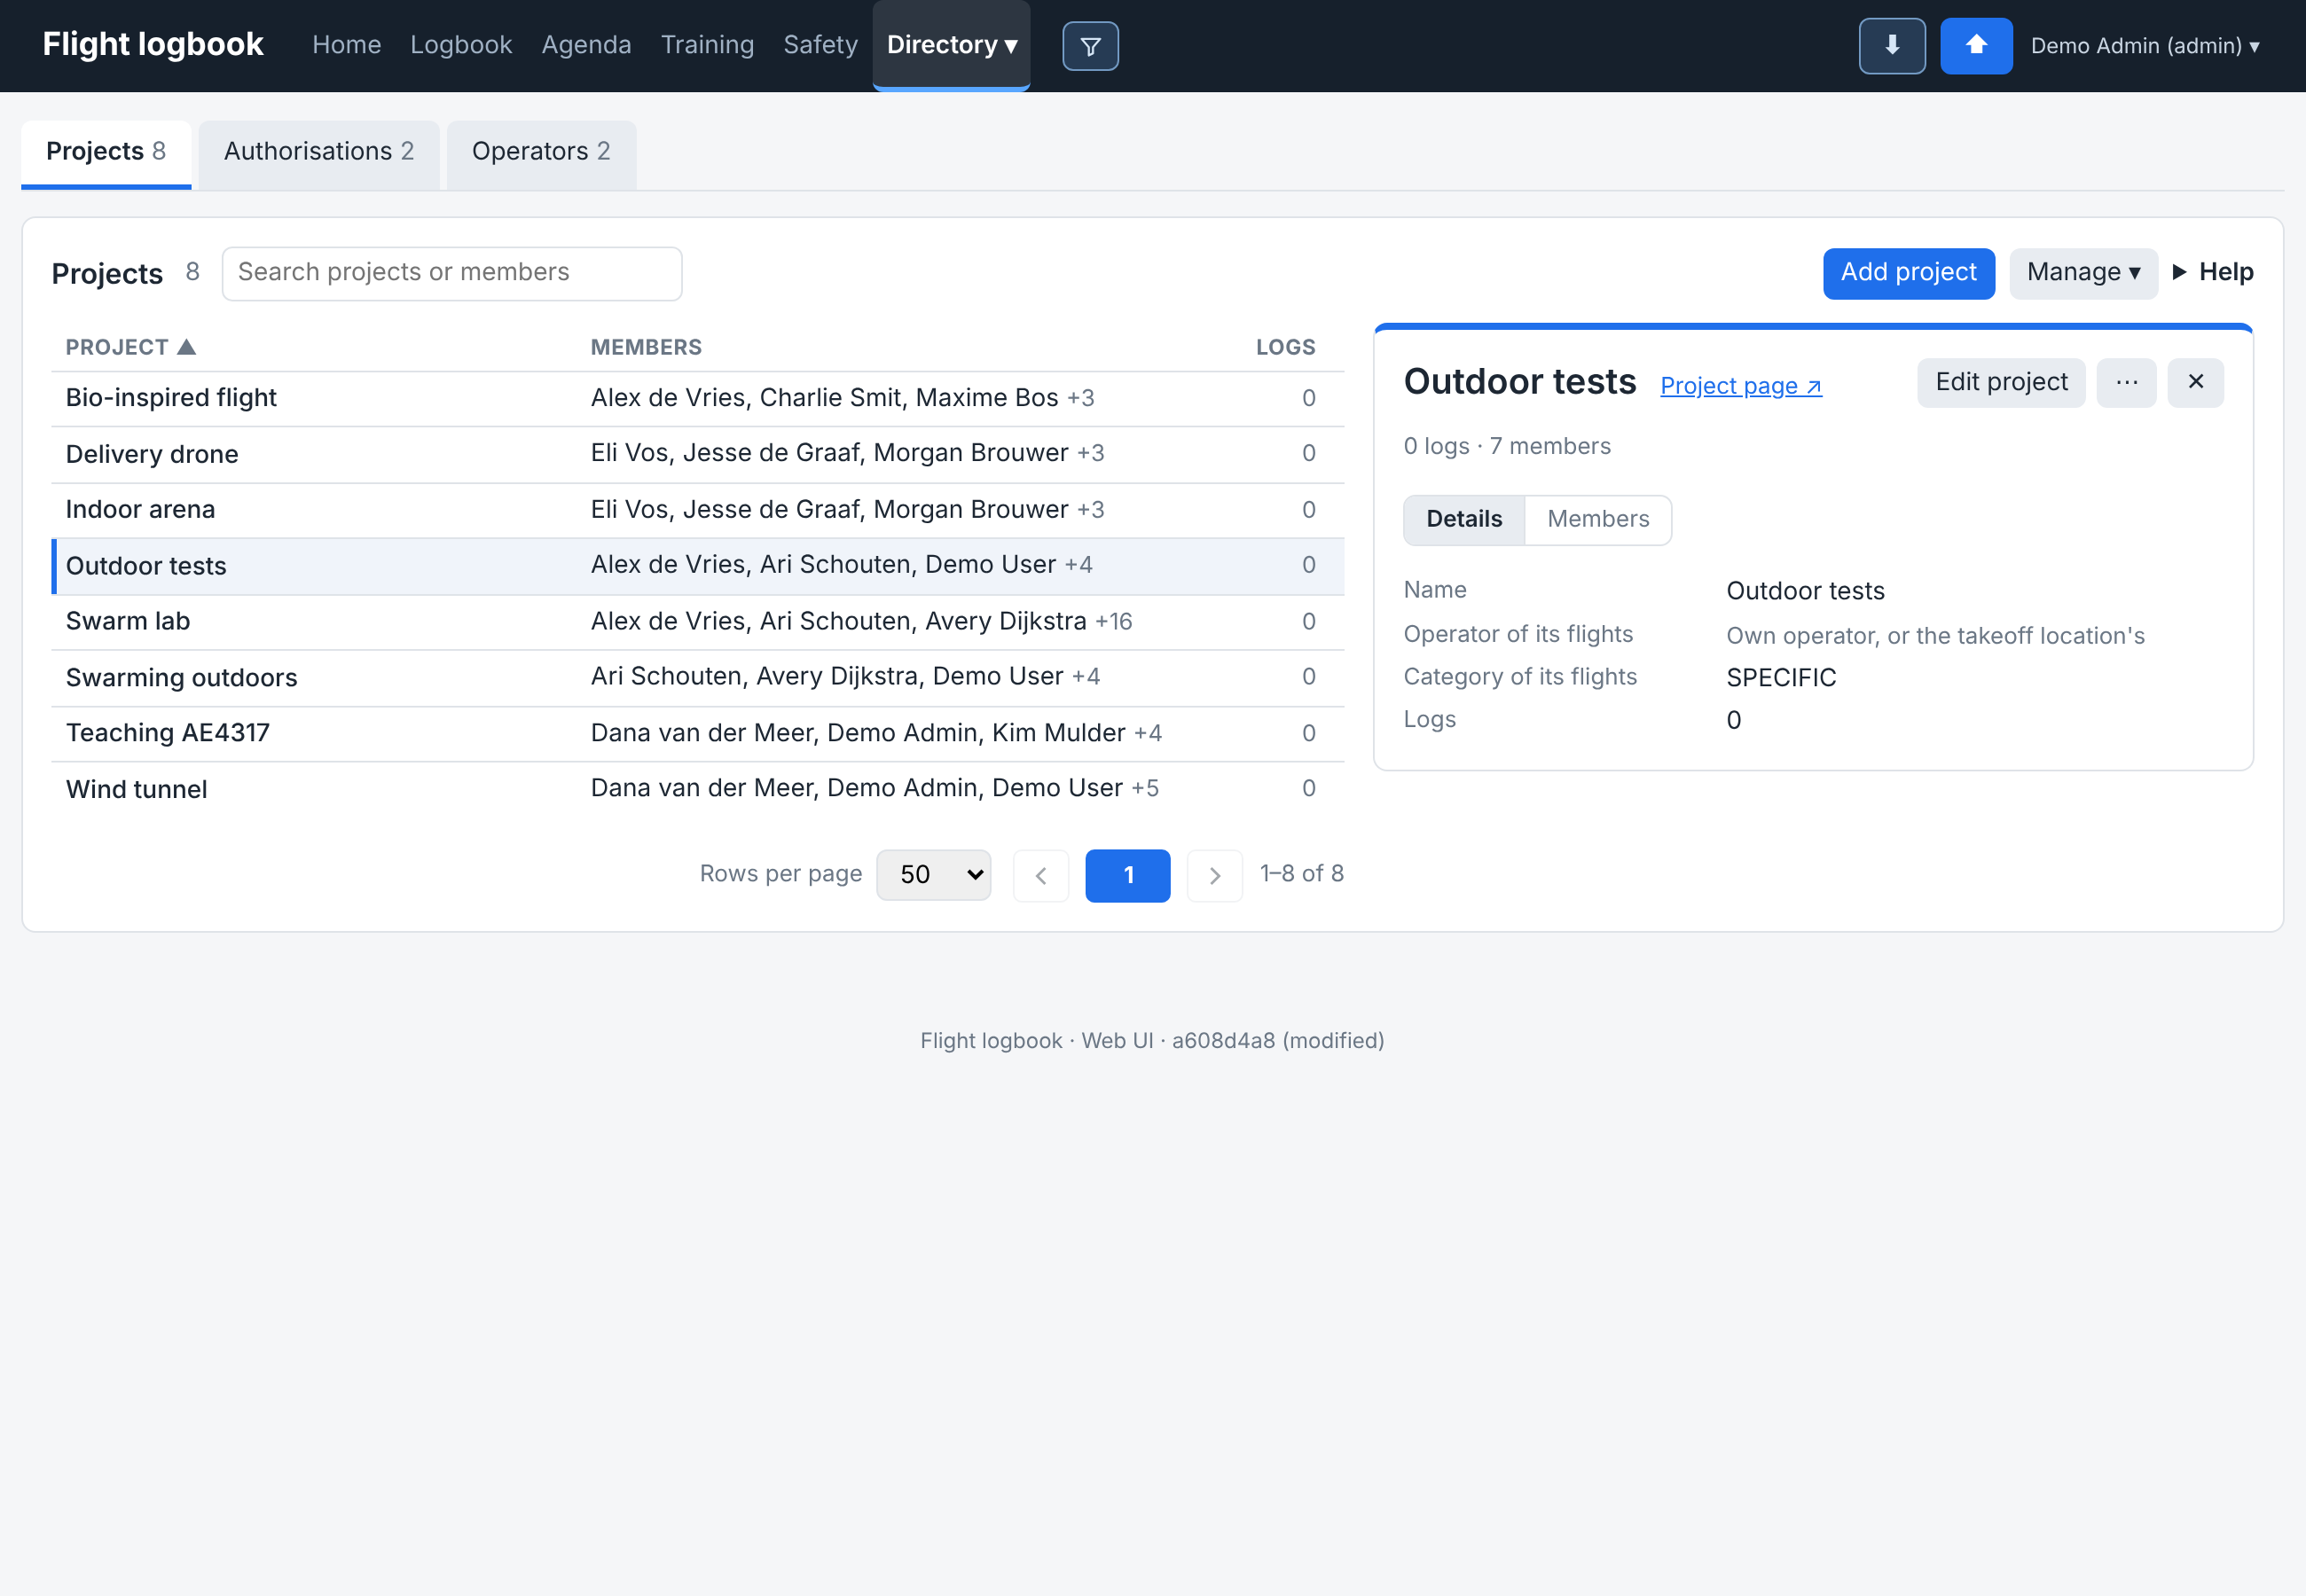 Flight logbook Home Logbook Agenda Training Safety Directory ▾ Demo Admin (admin) ▾
Projects 8 Authorisations 2 Operators 2
Projects 8 Search projects or members Add project Manage ▾ ▶ Help
PROJECT ▲ MEMBERS LOGS
Bio-inspired flight Alex de Vries, Charlie Smit, Maxime Bos +3 0
Delivery drone Eli Vos, Jesse de Graaf, Morgan Brouwer +3 0
Indoor arena Eli Vos, Jesse de Graaf, Morgan Brouwer +3 0
Outdoor tests Alex de Vries, Ari Schouten, Demo User +4 0
Swarm lab Alex de Vries, Ari Schouten, Avery Dijkstra +16 0
Swarming outdoors Ari Schouten, Avery Dijkstra, Demo User +4 0
Teaching AE4317 Dana van der Meer, Demo Admin, Kim Mulder +4 0
Wind tunnel Dana van der Meer, Demo Admin, Demo User +5 0
Rows per page 50 1 1–8 of 8
Outdoor tests Project page ↗ Edit project ⋯ ✕
0 logs · 7 members
Details Members
Name Outdoor tests
Operator of its flights Own operator, or the takeoff location's
Category of its flights SPECIFIC
Logs 0
Flight logbook · Web UI · a608d4a8 (modified)